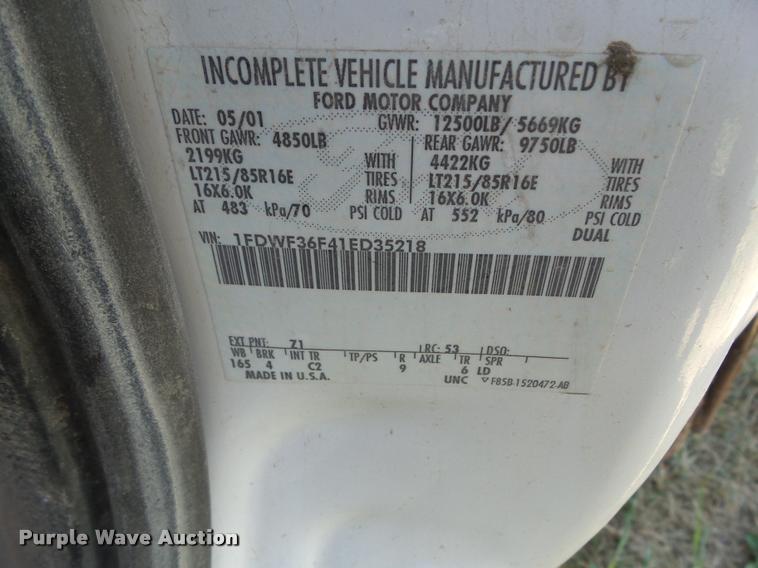 INCOMPLETE VEHICLE MANUFACTURED BY
FORD MOTOR COMPANY
DATE: 05/01 GVWR: 12500LB/ 5669KG
FRONT GAWR: 4850LB REAR GAWR: 9750LB
2199KG WITH 4422KG WITH
LT215/85R16E TIRES LT215/85R16E TIRES
16X6.0K RIMS 16X6.0K RIMS
AT 483 kPa/70 PSI COLD AT 552 kPa/80 PSI COLD
DUAL
VIN: 1FDWF36F41ED35218
EXT PNT: Z1 RC: 53 DSO:
WB BRK INT TR TP/PS R AXLE TR SPR
165 4 C2 9 6 LD
MADE IN U.S.A. UNC F85B-1520472-AB
Purple Wave Auction